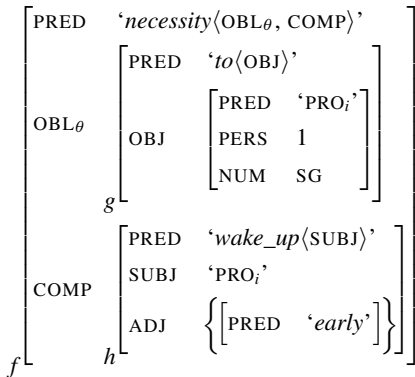 PRED ‘necessity⟨OBLθ, COMP⟩’
PRED ‘to⟨OBJ⟩’
OBLθ OBJ PRED ‘PROi’
PERS 1
NUM SG
g
PRED ‘wake_up⟨SUBJ⟩’
COMP SUBJ ‘PROi’
ADJ {[PRED ‘early’]}
f h